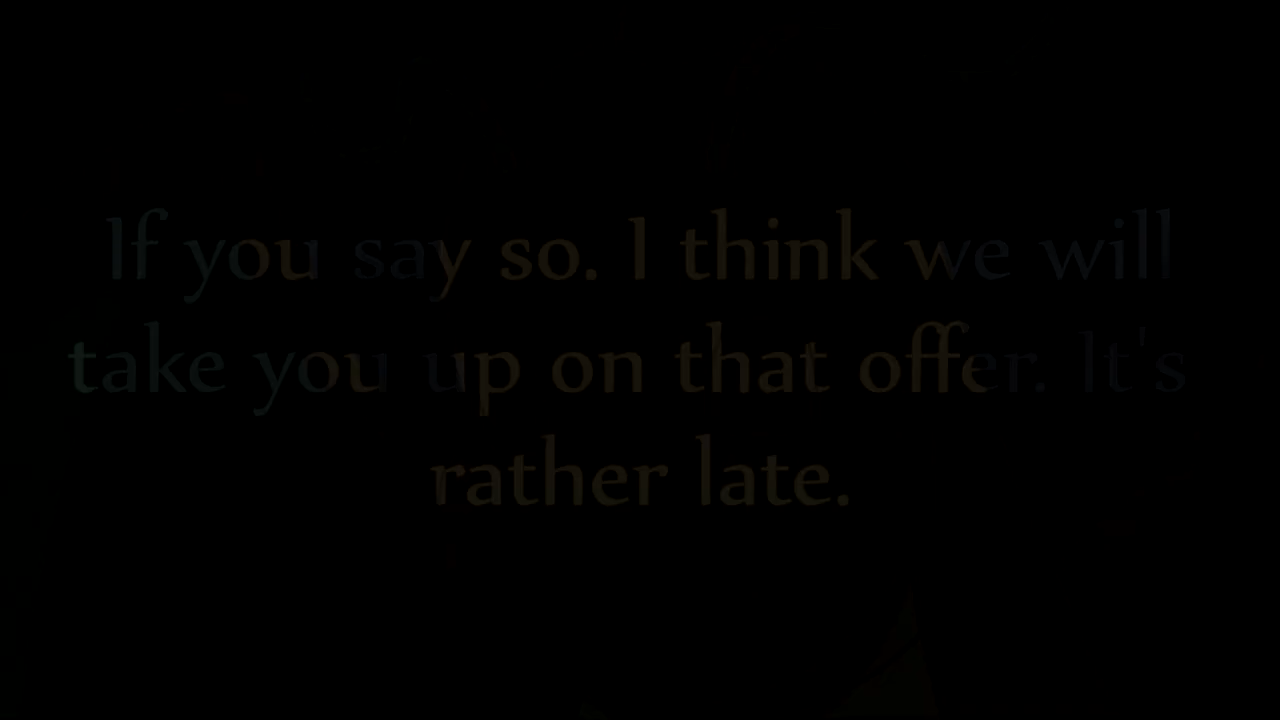 If you say so. I think we will
take you up on that offer. It's
rather late.